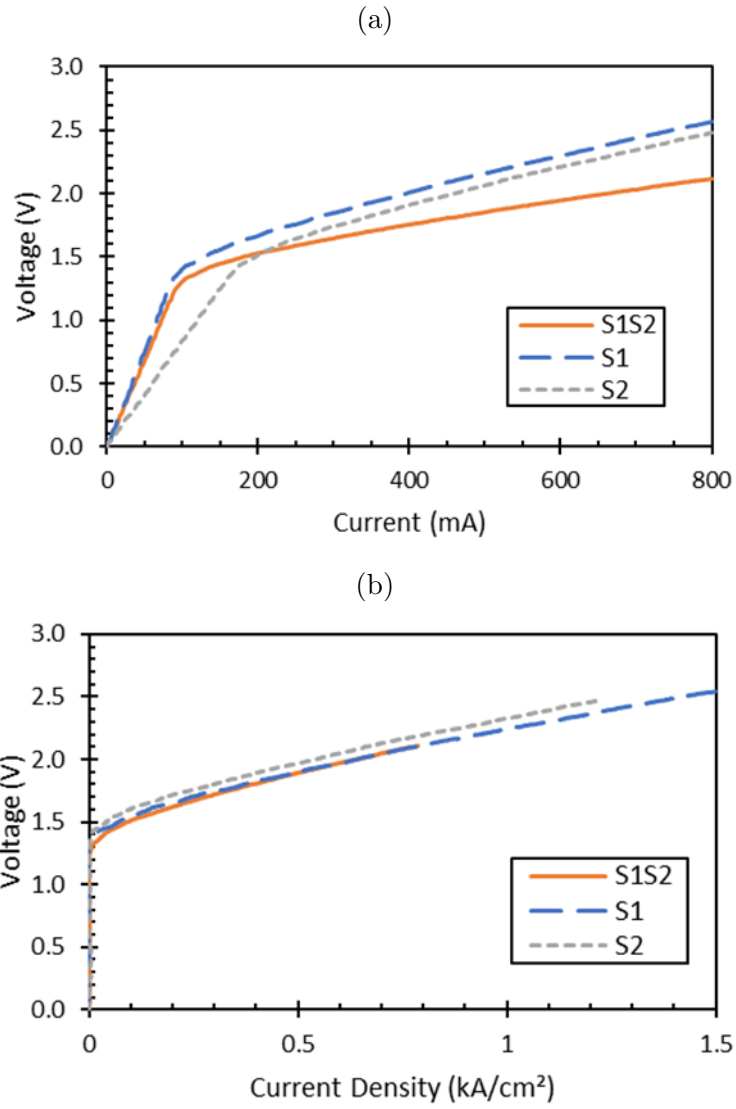 (a)
3.0
2.5
2.0
1.5
1.0
0.5
0.0
Voltage (V)
S1S2
S1
S2
0 200 400 600 800
Current (mA)
(b)
3.0
2.5
2.0
1.5
1.0
0.5
0.0
Voltage (V)
S1S2
S1
S2
0 0.5 1 1.5
Current Density (kA/cm²)